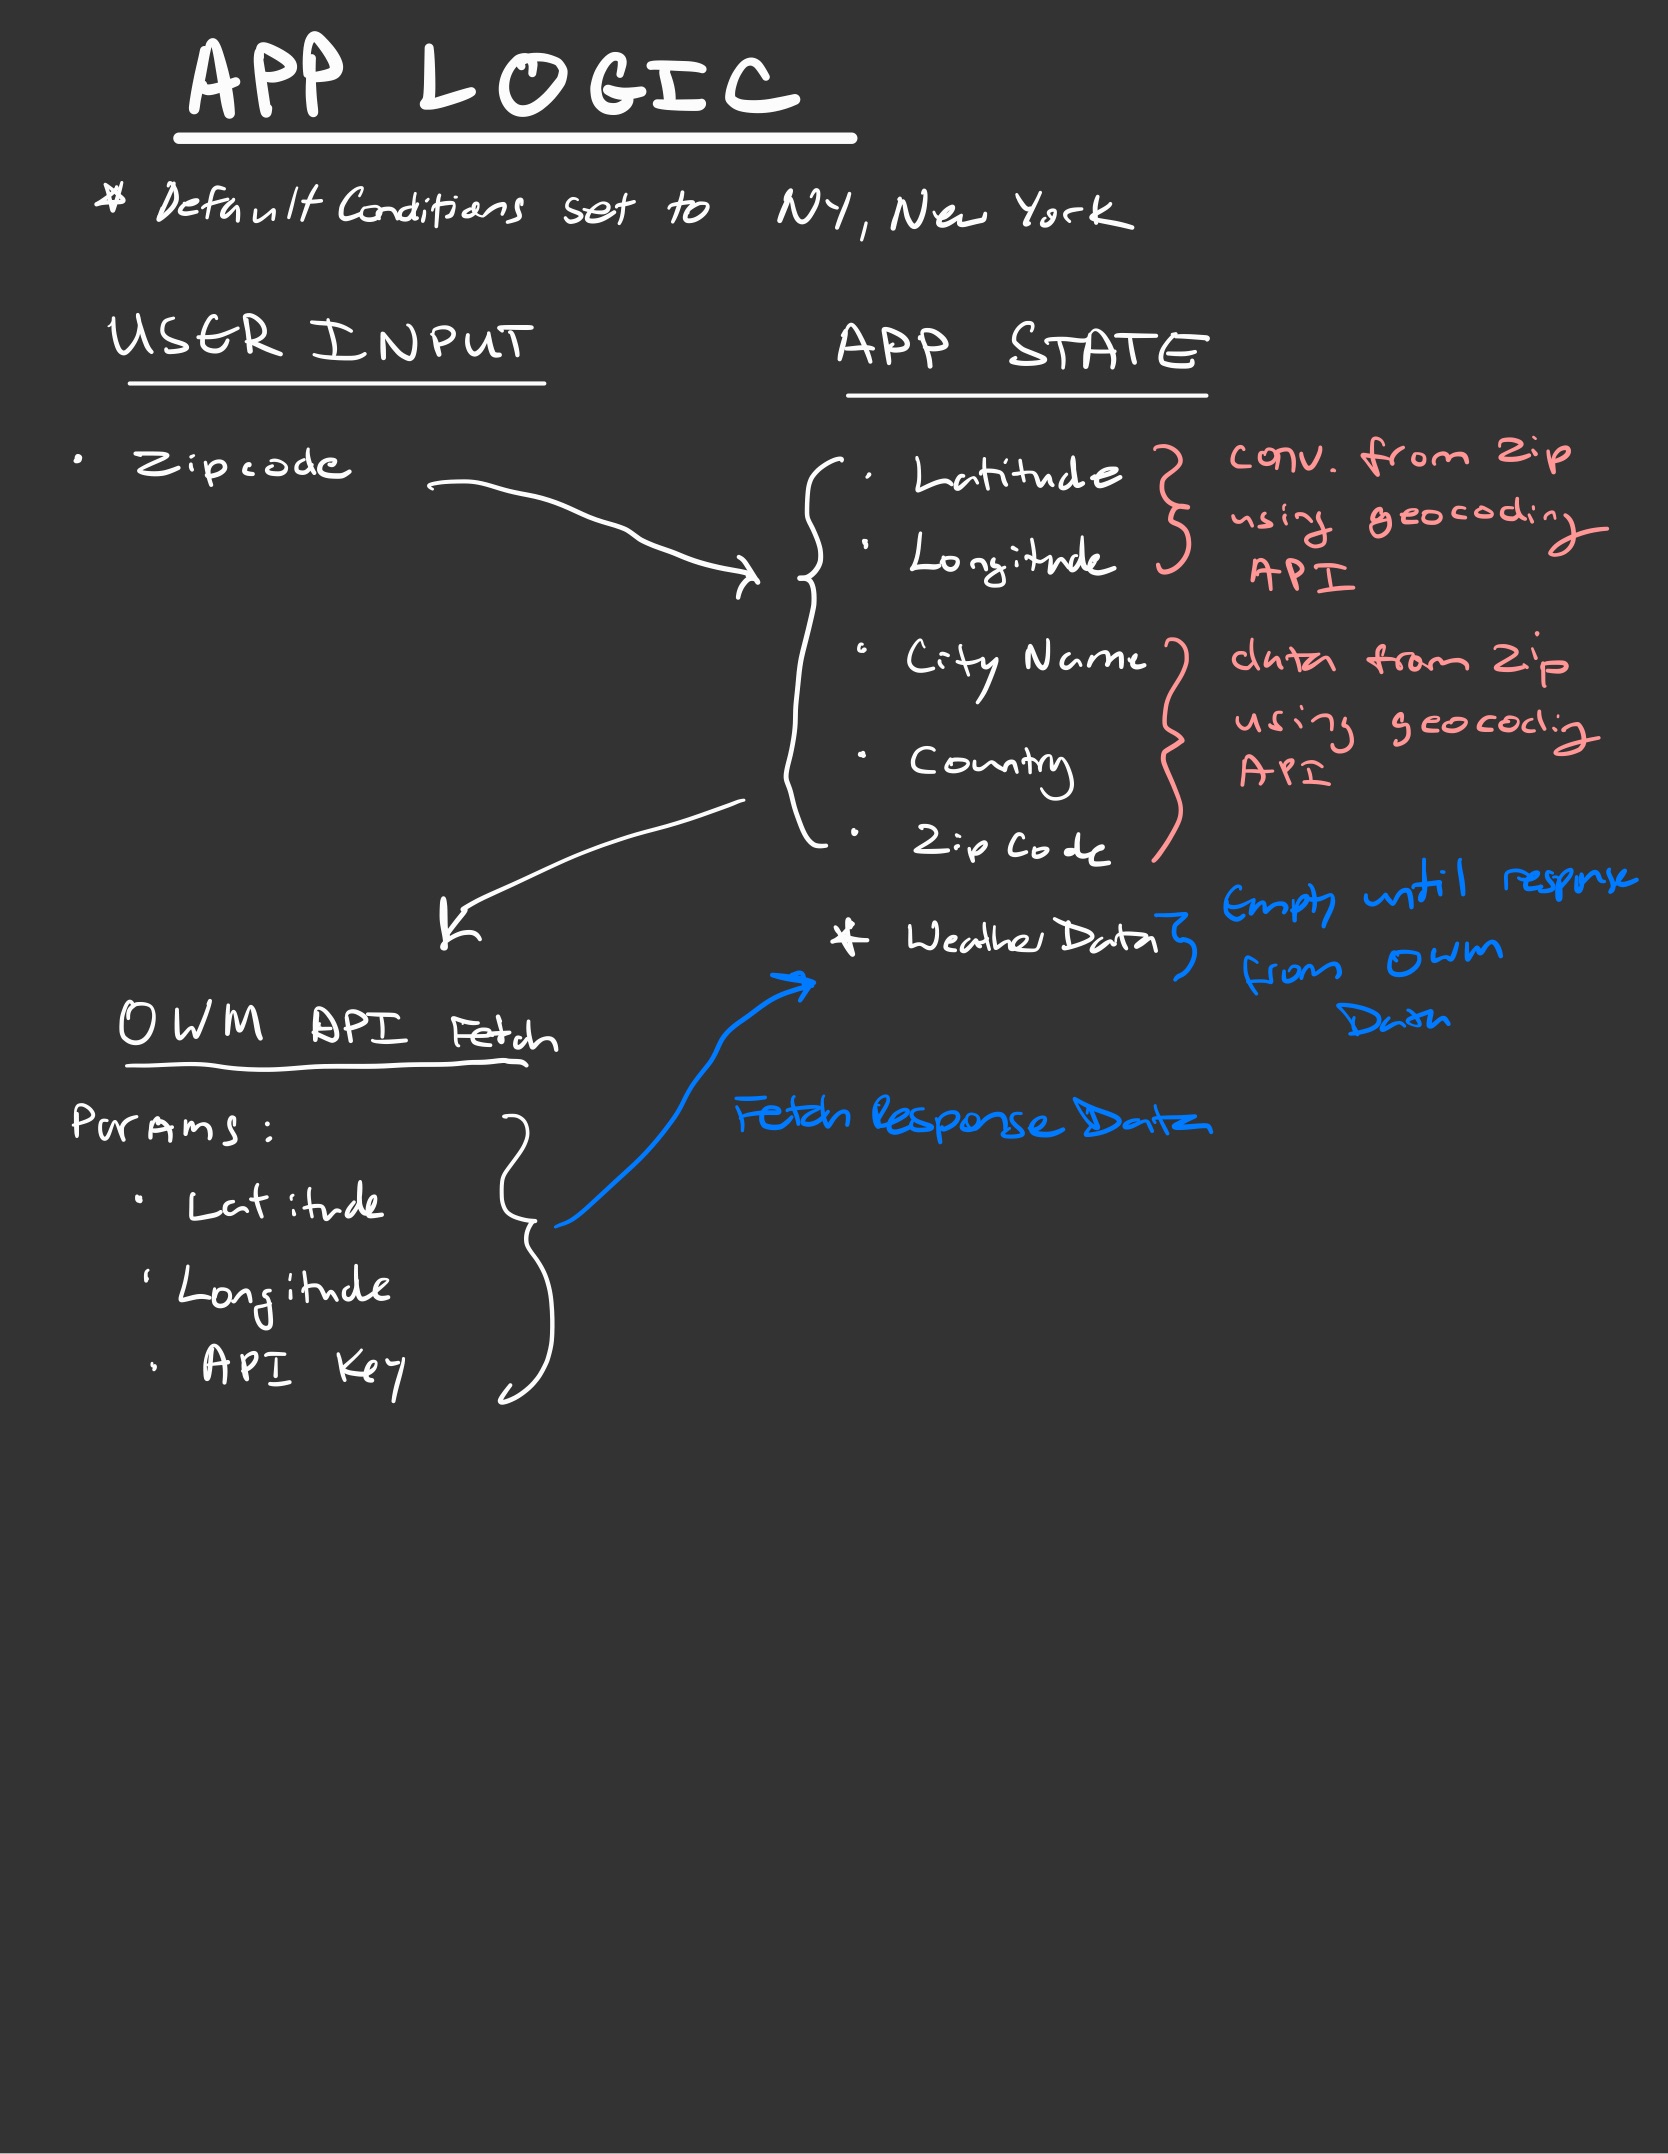 APP LOGIC
* Default Conditions set to NY, New York
USER INPUT
• Zipcode
APP STATE
• Latitude
• Longitude
conv. from zip
using geocoding
API
• City Name
• Country
• Zip Code
data from zip
using geocoding
API
* Weather Data
Empty until response
from OWM
Data
OWM API Fetch
Params:
• Latitude
• Longitude
• API Key
Fetch Response Data